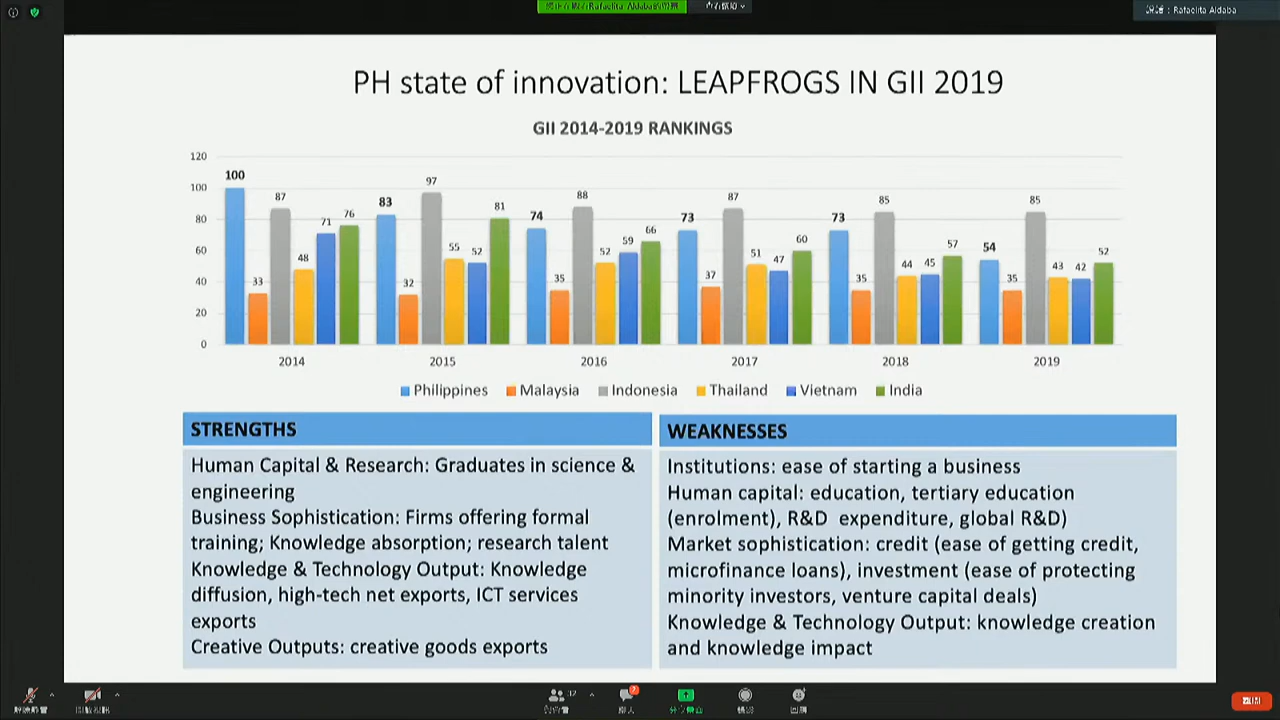 Rafaelita Aldaba
Rafaelita Aldaba
PH state of innovation: LEAPFROGS IN GII 2019
GII 2014-2019 RANKINGS
120
100
80
60
40
20
0
100 33 87 48 71 76
83 32 97 55 52 81
74 35 88 52 59 66
73 37 87 51 47 60
73 35 85 44 45 57
54 35 85 43 42 52
2014 2015 2016 2017 2018 2019
Philippines Malaysia Indonesia Thailand Vietnam India
STRENGTHS
Human Capital & Research: Graduates in science &
engineering
Business Sophistication: Firms offering formal
training; Knowledge absorption; research talent
Knowledge & Technology Output: Knowledge
diffusion, high-tech net exports, ICT services
exports
Creative Outputs: creative goods exports
WEAKNESSES
Institutions: ease of starting a business
Human capital: education, tertiary education
(enrolment), R&D expenditure, global R&D)
Market sophistication: credit (ease of getting credit,
microfinance loans), investment (ease of protecting
minority investors, venture capital deals)
Knowledge & Technology Output: knowledge creation
and knowledge impact